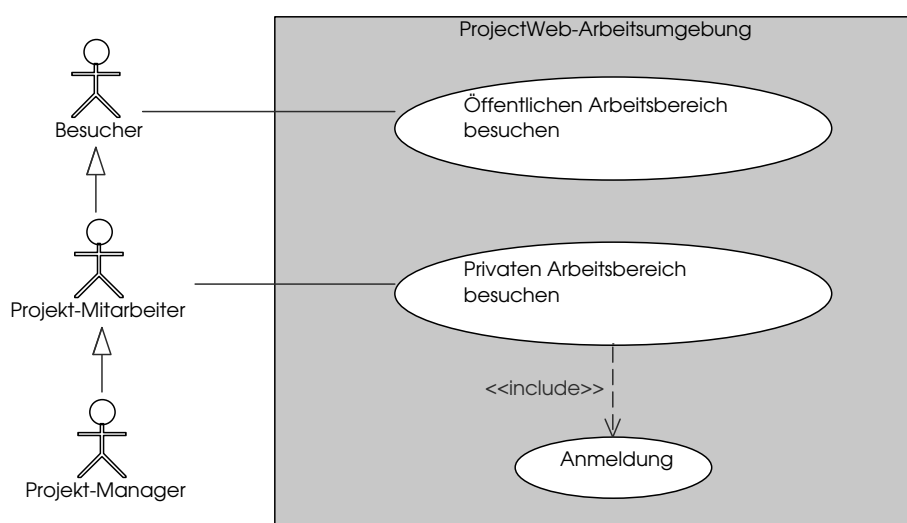 ProjectWeb-Arbeitsumgebung
Öffentlichen Arbeitsbereich
besuchen
Besucher
Privaten Arbeitsbereich
besuchen
Projekt-Mitarbeiter
<<include>>
Anmeldung
Projekt-Manager